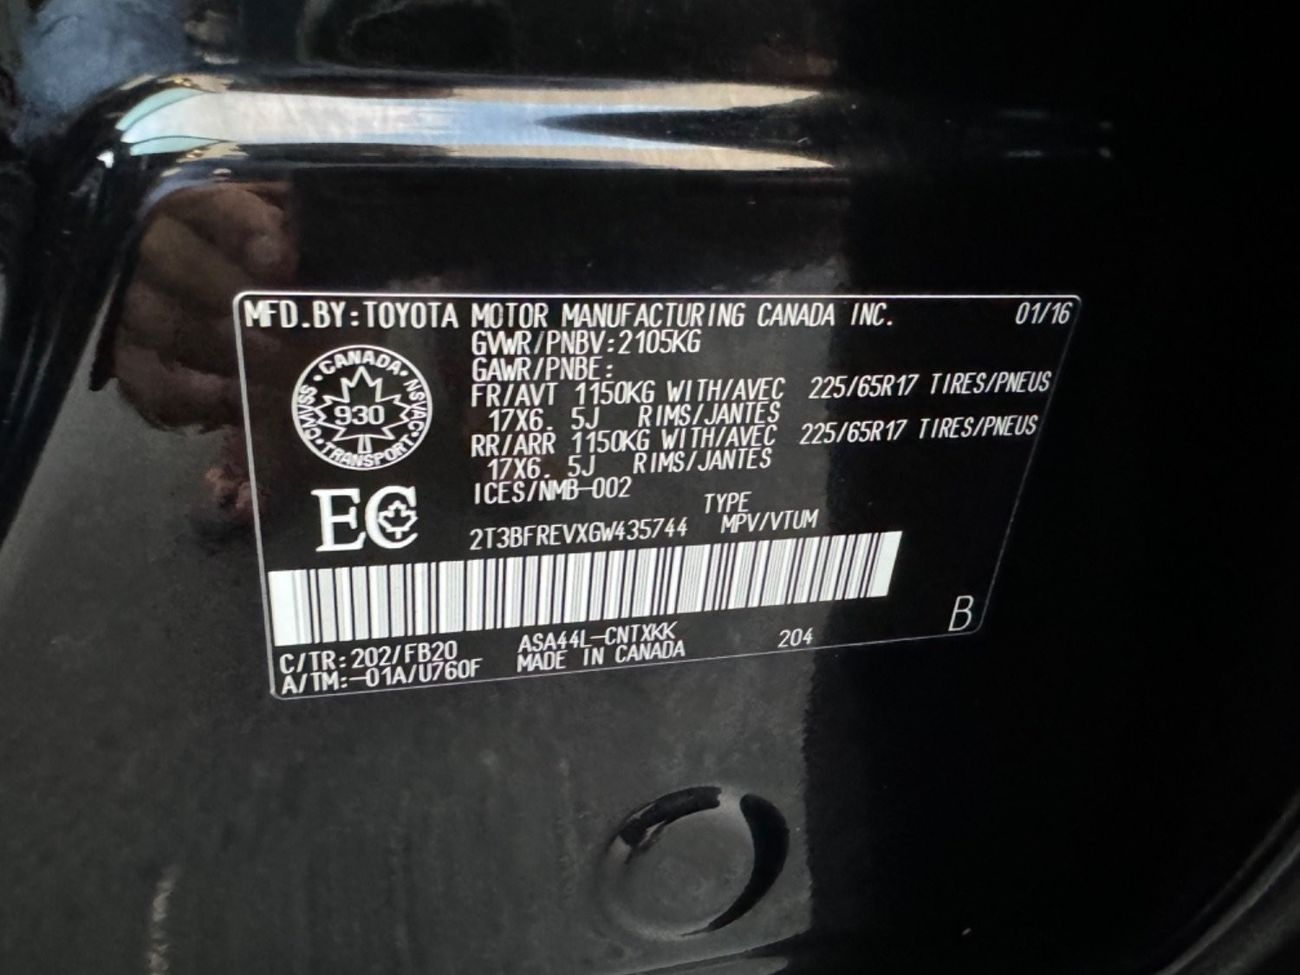 MFD.BY:TOYOTA MOTOR MANUFACTURING CANADA INC. 01/16
GVWR/PNBV:2105KG
GAWR/PNBE:
FR/AVT 1150KG WITH/AVEC 225/65R17 TIRES/PNEUS
17X6. 5J RIMS/JANTES
RR/ARR 1150KG WITH/AVEC 225/65R17 TIRES/PNEUS
17X6. 5J RIMS/JANTES
ICES/NMB-002
CANADA · NSVAC · TRANSPORT · CMVSS
930
EC
TYPE
2T3BFREVXGW435744 MPV/VTUM
B
C/TR:202/FB20 ASA44L-CNTXKK 204
A/TM:-01A/U760F MADE IN CANADA